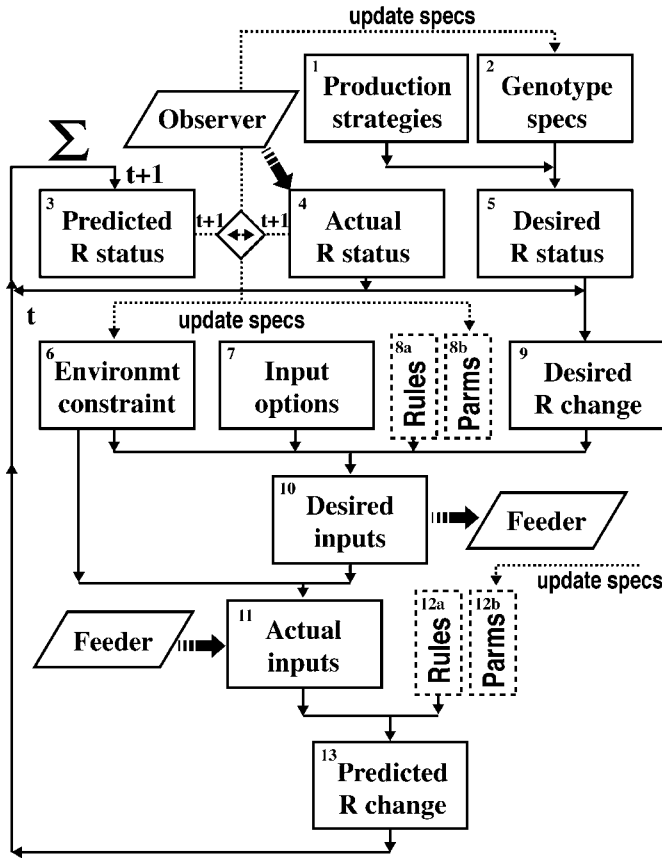 update specs
1
Production
strategies
2
Genotype
specs
Observer
Σ
t+1
3
Predicted
R status
t+1
t+1
4
Actual
R status
5
Desired
R status
t
update specs
6
Environmt
constraint
7
Input
options
8a
Rules
8b
Parms
9
Desired
R change
10
Desired
inputs
Feeder
update specs
Feeder
11
Actual
inputs
12a
Rules
12b
Parms
13
Predicted
R change